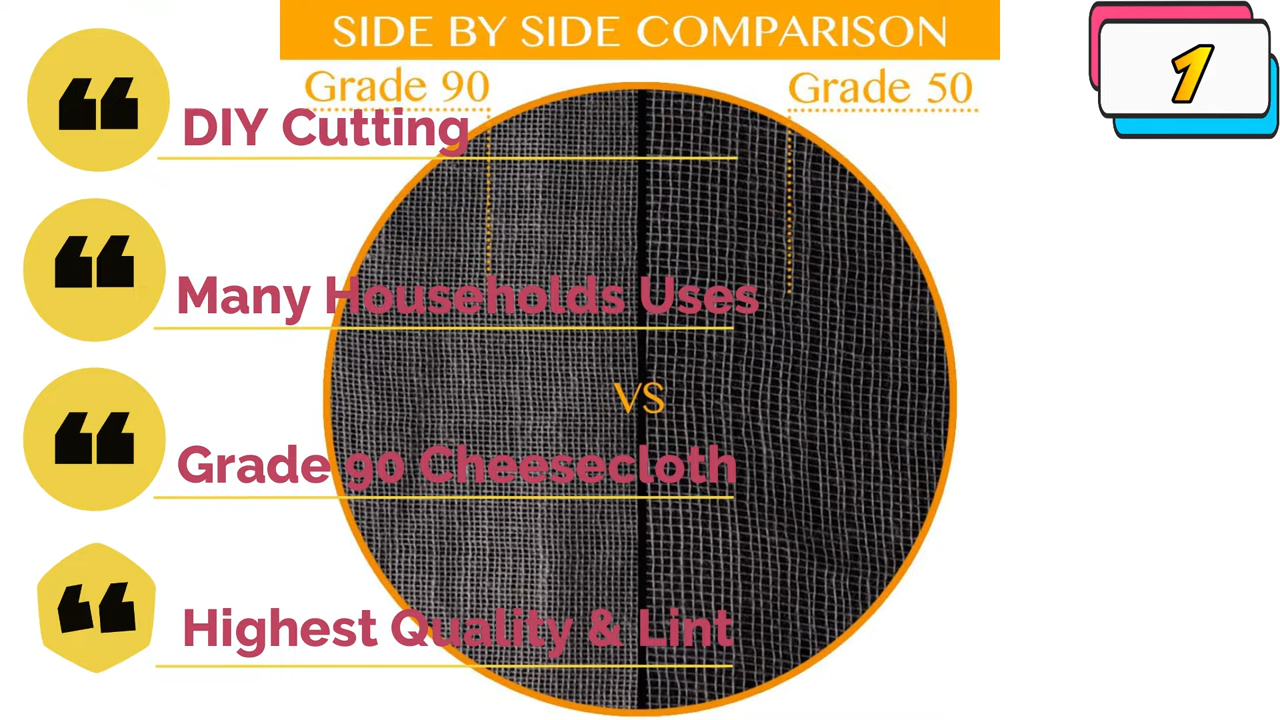 SIDE BY SIDE COMPARISON
1
Grade 90
Grade 50
DIY Cutting
Many Households Uses
VS
Grade 90 Cheesecloth
Highest Quality & Lint